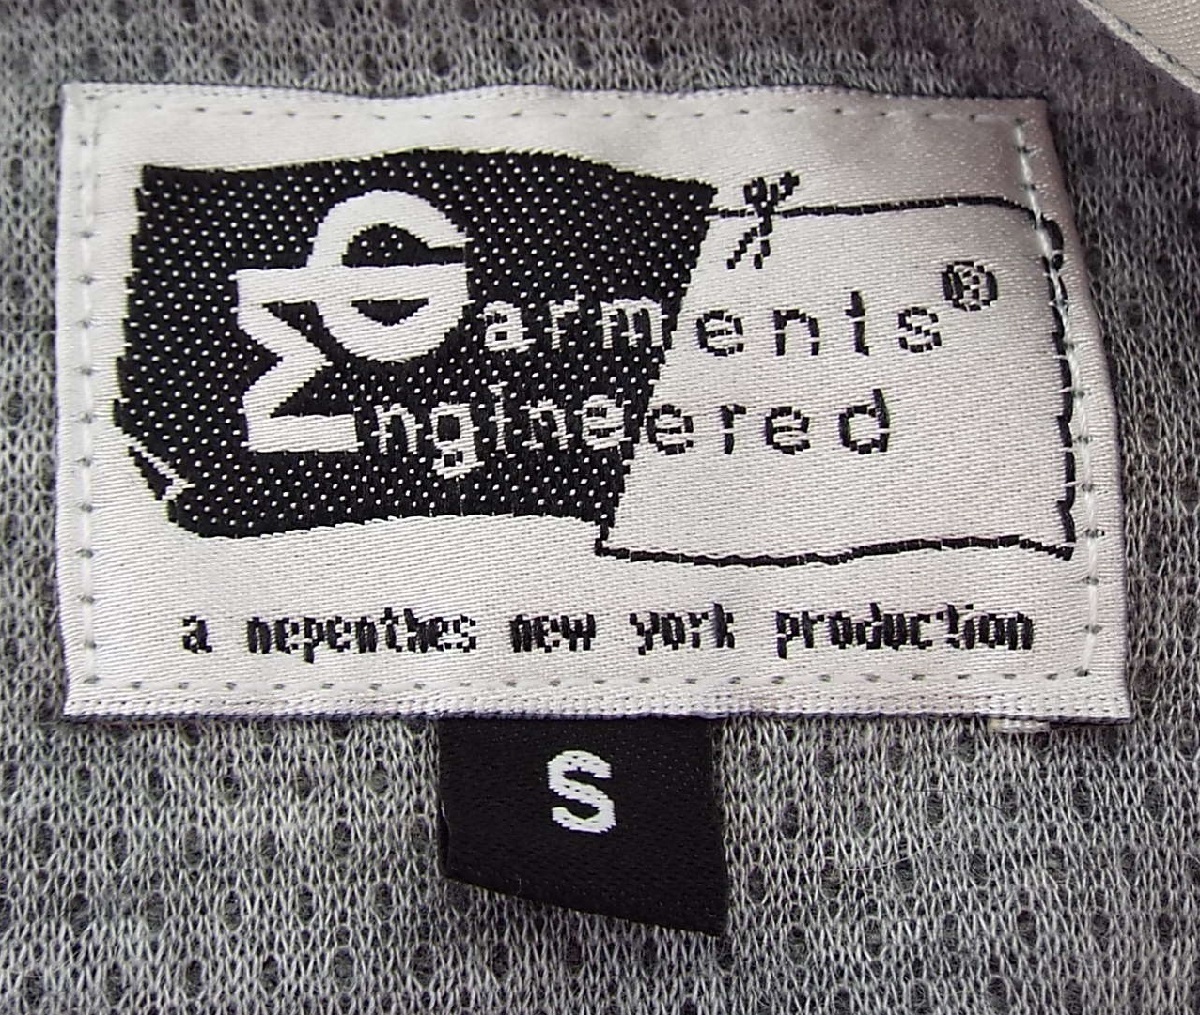 Garments®
Engineered
a nepenthes new york production
S